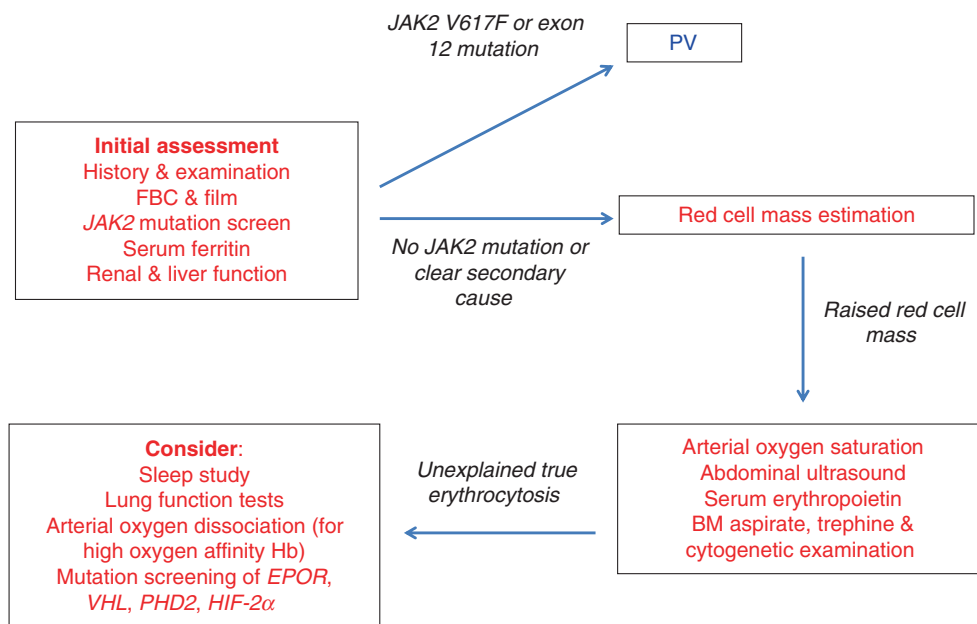 JAK2 V617F or exon
12 mutation
PV
Initial assessment
History & examination
FBC & film
JAK2 mutation screen
Serum ferritin
Renal & liver function
No JAK2 mutation or
clear secondary
cause
Red cell mass estimation
Raised red cell
mass
Arterial oxygen saturation
Abdominal ultrasound
Serum erythropoietin
BM aspirate, trephine &
cytogenetic examination
Unexplained true
erythrocytosis
Consider:
Sleep study
Lung function tests
Arterial oxygen dissociation (for
high oxygen affinity Hb)
Mutation screening of EPOR,
VHL, PHD2, HIF-2α